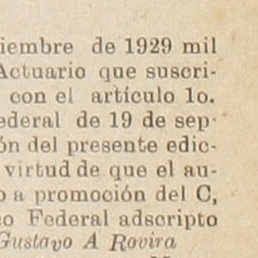 iembre de 1929 mil
Actuario que suscri-
con el artículo 1o.
ederal de 19 de sep-
ón del presente edic-
virtud de que el au-
o a promoción del C,
co Federal adscripto
Gustavo A Rovira